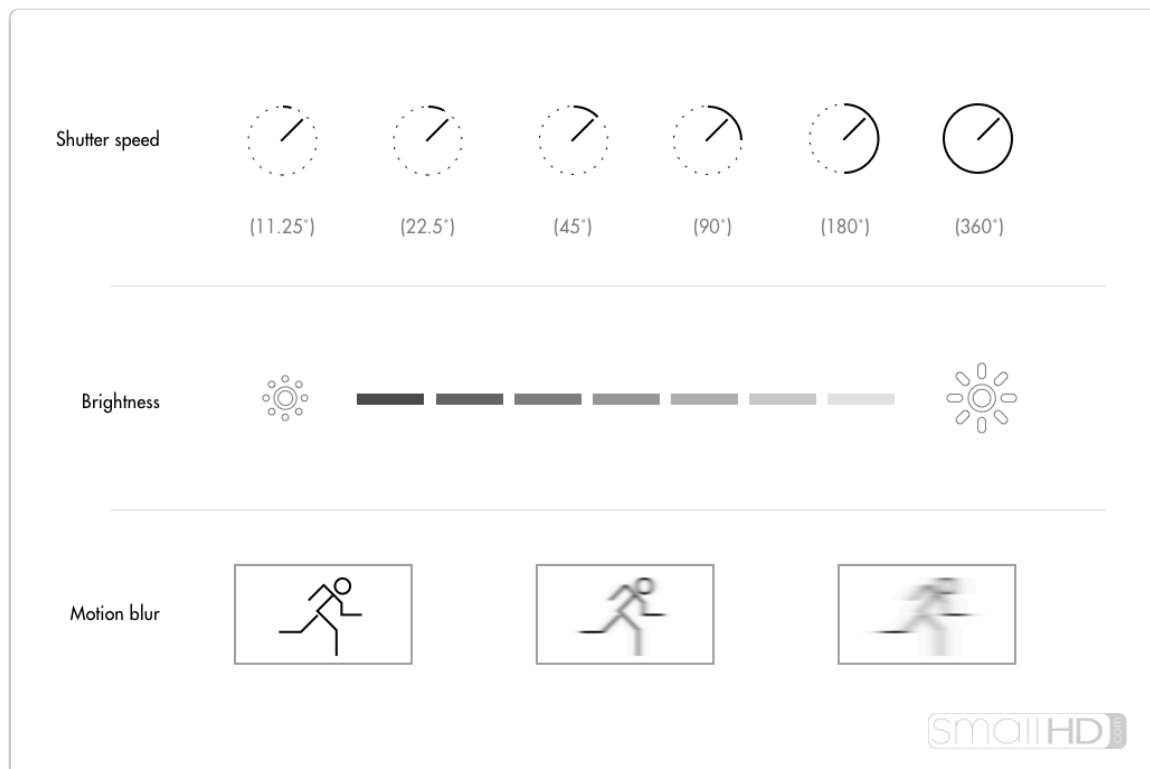 Shutter speed
(11.25°) (22.5°) (45°) (90°) (180°) (360°)
Brightness
Motion blur
smallHD.com